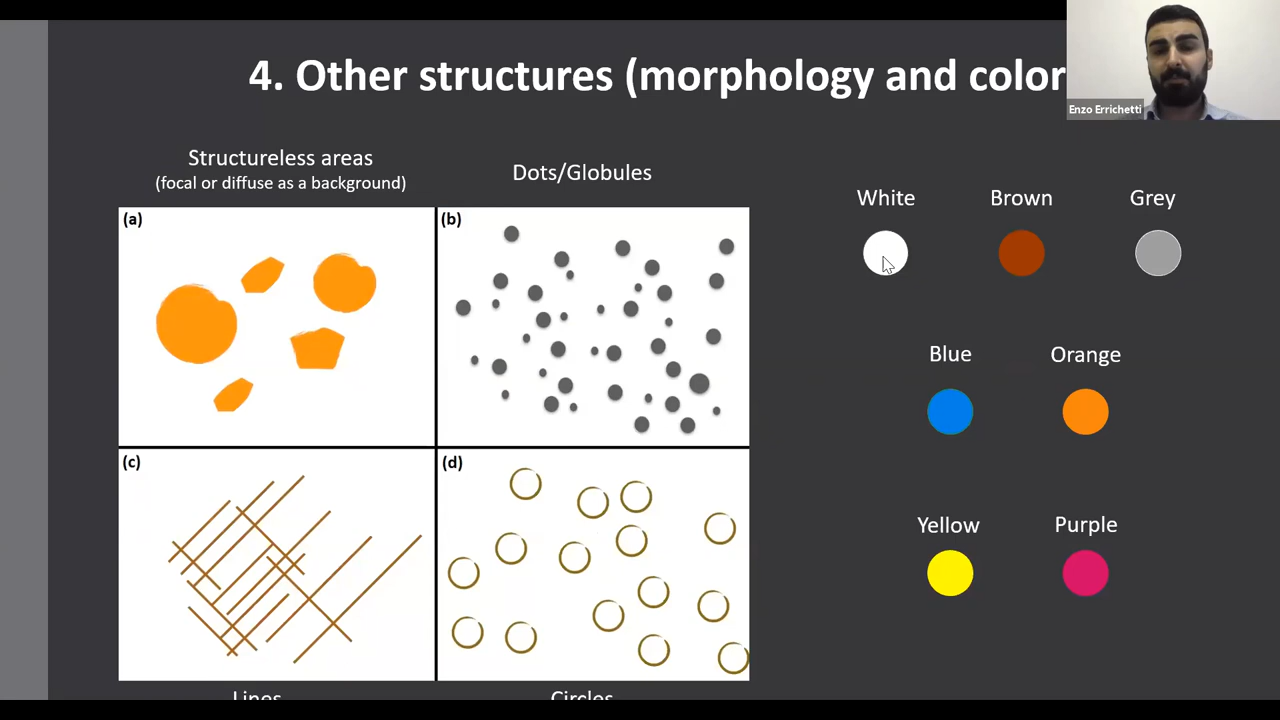 4. Other structures (morphology and color
Enzo Errichetti
Structureless areas
(focal or diffuse as a background)
Dots/Globules
(a)
(b)
(c)
(d)
Lines
Circles
White
Brown
Grey
Blue
Orange
Yellow
Purple